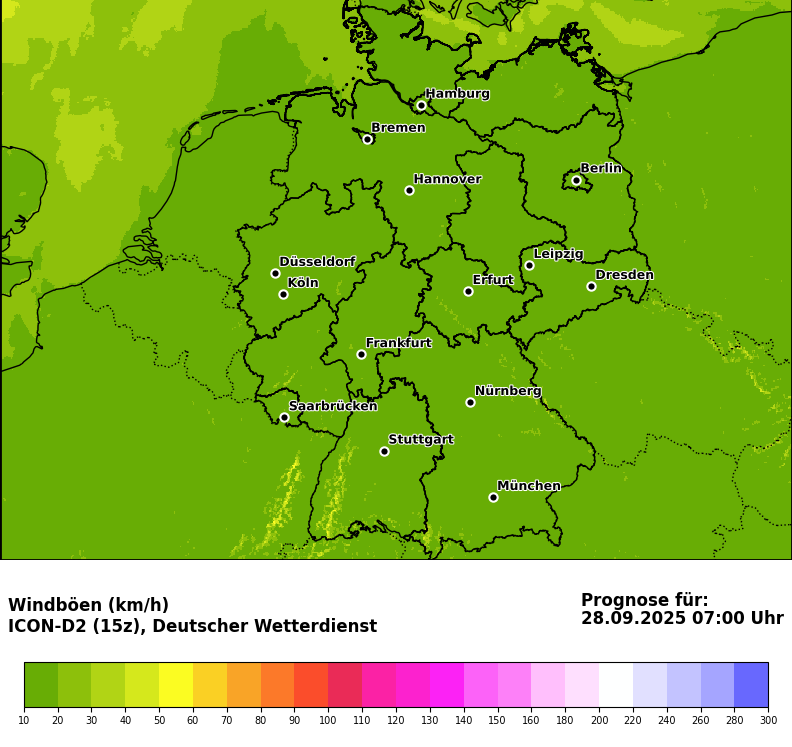 Hamburg
Bremen
Berlin
Hannover
Leipzig
Düsseldorf
Dresden
Köln
Erfurt
Frankfurt
Nürnberg
Saarbrücken
Stuttgart
München
Windböen (km/h)
ICON-D2 (15z), Deutscher Wetterdienst
Prognose für:
28.09.2025 07:00 Uhr
10 20 30 40 50 60 70 80 90 100 110 120 130 140 150 160 180 200 220 240 260 280 300